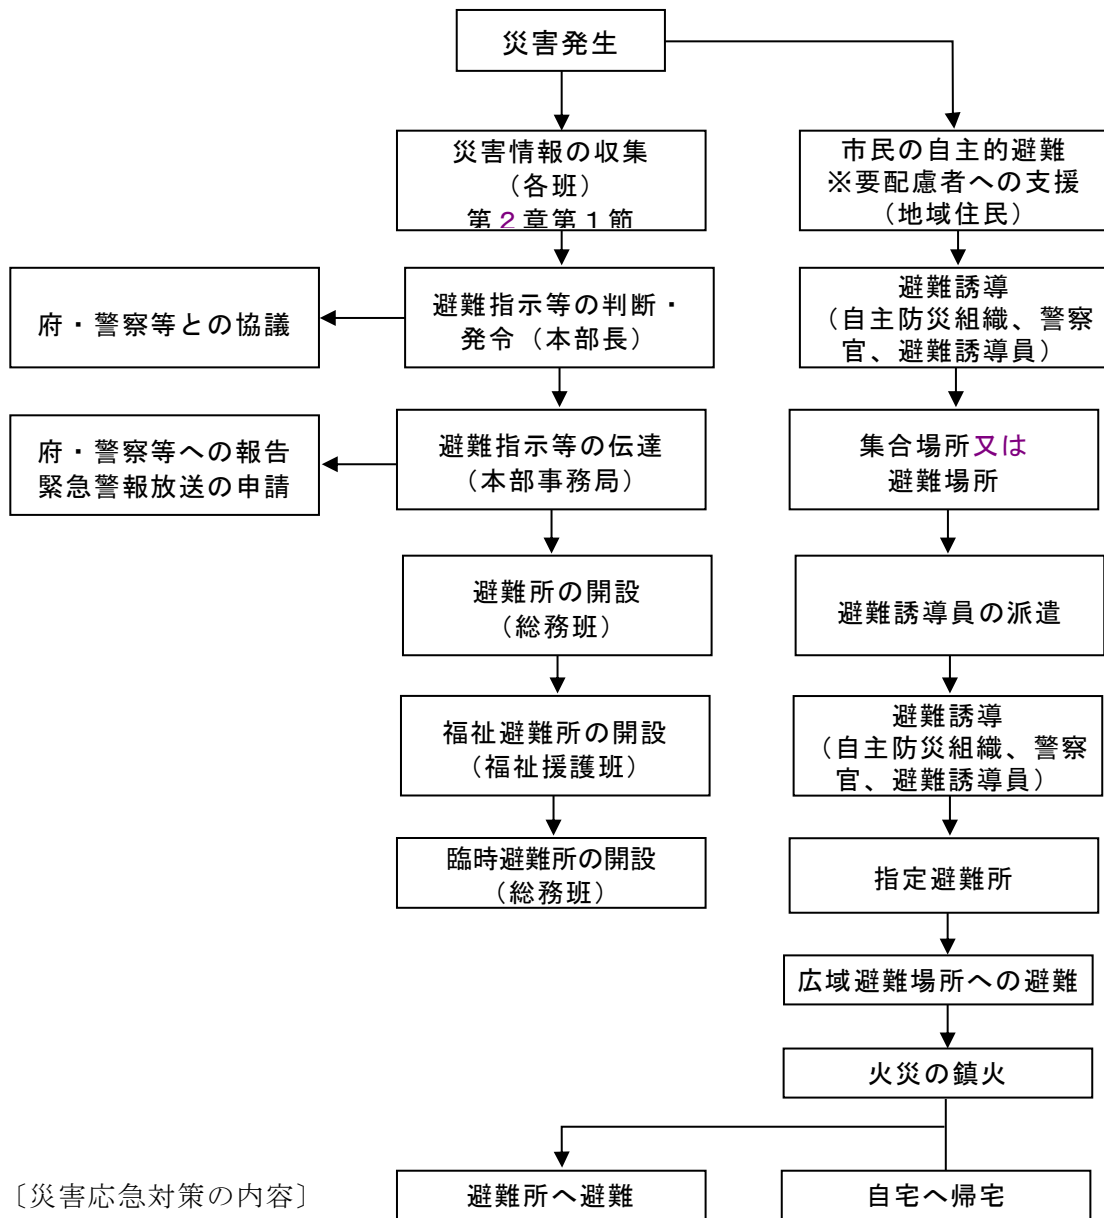 災害発生
災害情報の収集
（各班）
第２章第１節
市民の自主的避難
※要配慮者への支援
（地域住民）
府・警察等との協議
避難指示等の判断・
発令（本部長）
避難誘導
（自主防災組織、警察
官、避難誘導員）
府・警察等への報告
緊急警報放送の申請
避難指示等の伝達
（本部事務局）
集合場所又は
避難場所
避難所の開設
（総務班）
避難誘導員の派遣
福祉避難所の開設
（福祉援護班）
避難誘導
（自主防災組織、警察
官、避難誘導員）
臨時避難所の開設
（総務班）
指定避難所
広域避難場所への避難
火災の鎮火
〔災害応急対策の内容〕
避難所へ避難
自宅へ帰宅